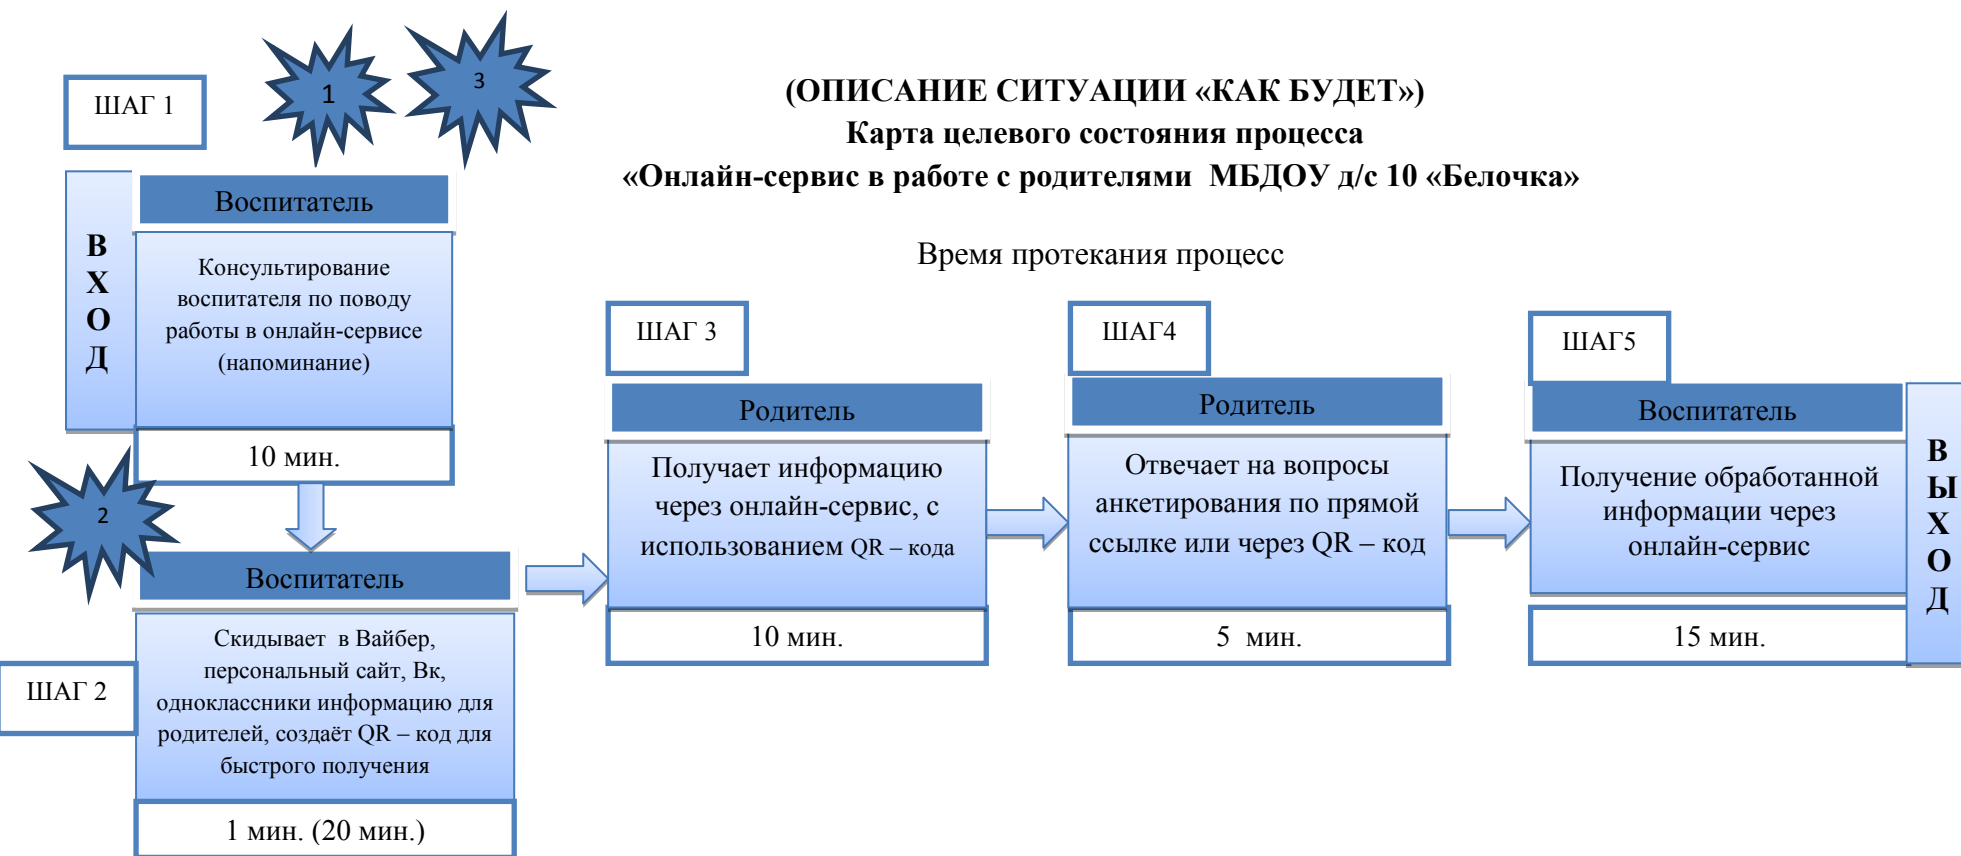 (ОПИСАНИЕ СИТУАЦИИ «КАК БУДЕТ»)
Карта целевого состояния процесса
«Онлайн-сервис в работе с родителями МБДОУ д/с 10 «Белочка»
Время протекания процесс
ШАГ 1
1
3
В
Х
О
Д
Воспитатель
Консультирование
воспитателя по поводу
работы в онлайн-сервисе
(напоминание)
10 мин.
2
ШАГ 2
Воспитатель
Скидывает в Вайбер,
персональный сайт, Вк,
одноклассники информацию для
родителей, создаёт QR – код для
быстрого получения
1 мин. (20 мин.)
ШАГ 3
Родитель
Получает информацию
через онлайн-сервис, с
использованием QR – кода
10 мин.
ШАГ4
Родитель
Отвечает на вопросы
анкетирования по прямой
ссылке или через QR – код
5 мин.
ШАГ5
Воспитатель
Получение обработанной
информации через
онлайн-сервис
15 мин.
В
Ы
Х
О
Д